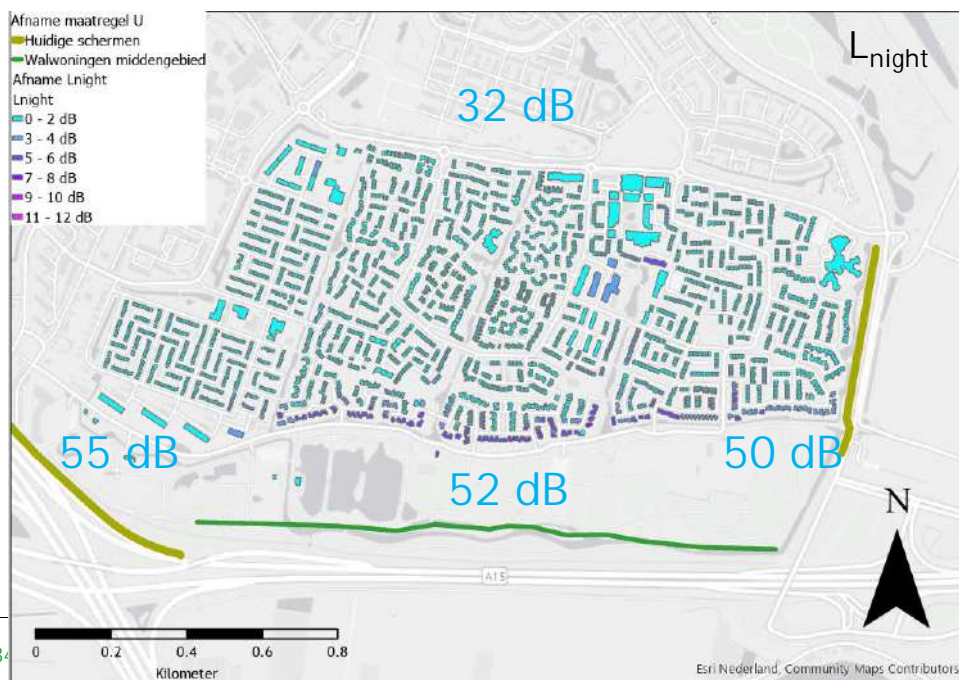 Afname maatregel U
Huidige schermen
Walwoningen middengebied
Afname Lnight
Lnight
0 - 2 dB
3 - 4 dB
5 - 6 dB
7 - 8 dB
9 - 10 dB
11 - 12 dB
Lnight
32 dB
55 dB
52 dB
50 dB
N
A15
0 0.2 0.4 0.6 0.8
Kilometer
Esri Nederland, Community Maps Contributors